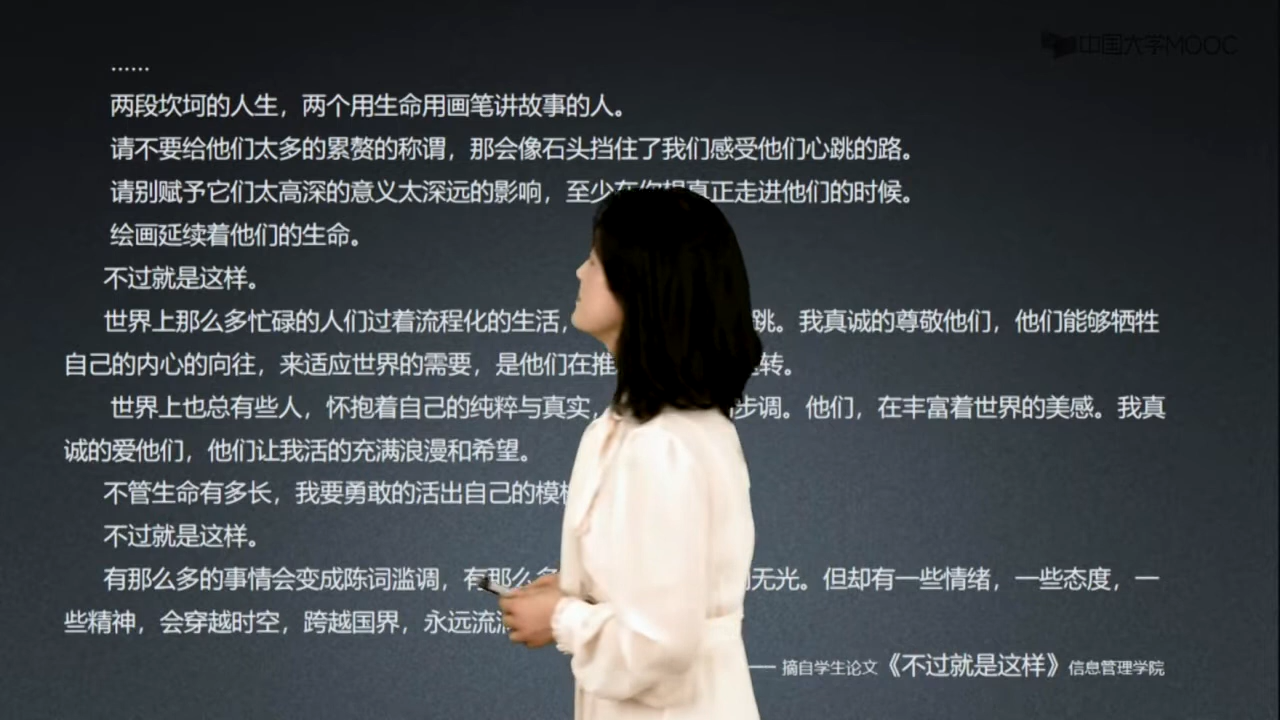 中国大学MOOC
……
两段坎坷的人生，两个用生命用画笔讲故事的人。
请不要给他们太多的累赘的称谓，那会像石头挡住了我们感受他们心跳的路。
请别赋予它们太高深的意义太深远的影响，至少在你想真正走进他们的时候。
绘画延续着他们的生命。
不过就是这样。
世界上那么多忙碌的人们过着流程化的生活， 跳。我真诚的尊敬他们，他们能够牺牲
自己的内心的向往，来适应世界的需要，是他们在推 转。
世界上也总有些人，怀抱着自己的纯粹与真实， 步调。他们，在丰富着世界的美感。我真
诚的爱他们，他们让我活的充满浪漫和希望。
不管生命有多长，我要勇敢的活出自己的模
不过就是这样。
有那么多的事情会变成陈词滥调，有那么多 无光。但却有一些情绪，一些态度，一
些精神，会穿越时空，跨越国界，永远流
—— 摘自学生论文《不过就是这样》信息管理学院